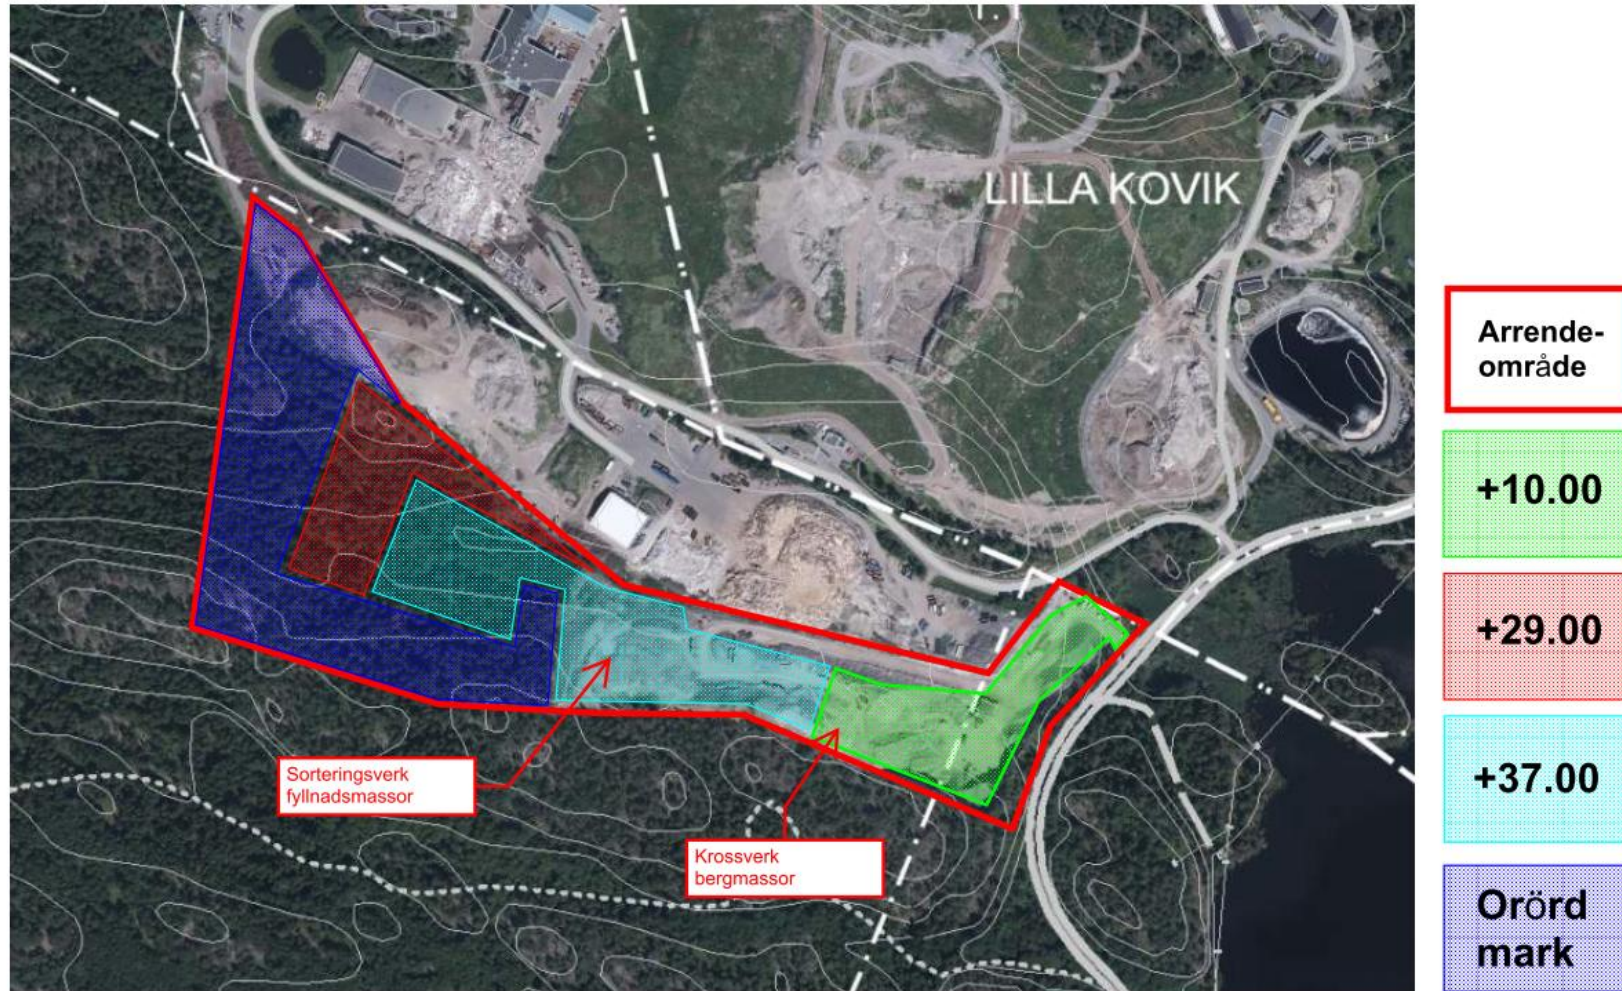 LILLA KOVIK
Arrende-
område
+10.00
+29.00
+37.00
Orörd
mark
Sorteringsverk
fyllnadsmassor
Krossverk
bergmassor